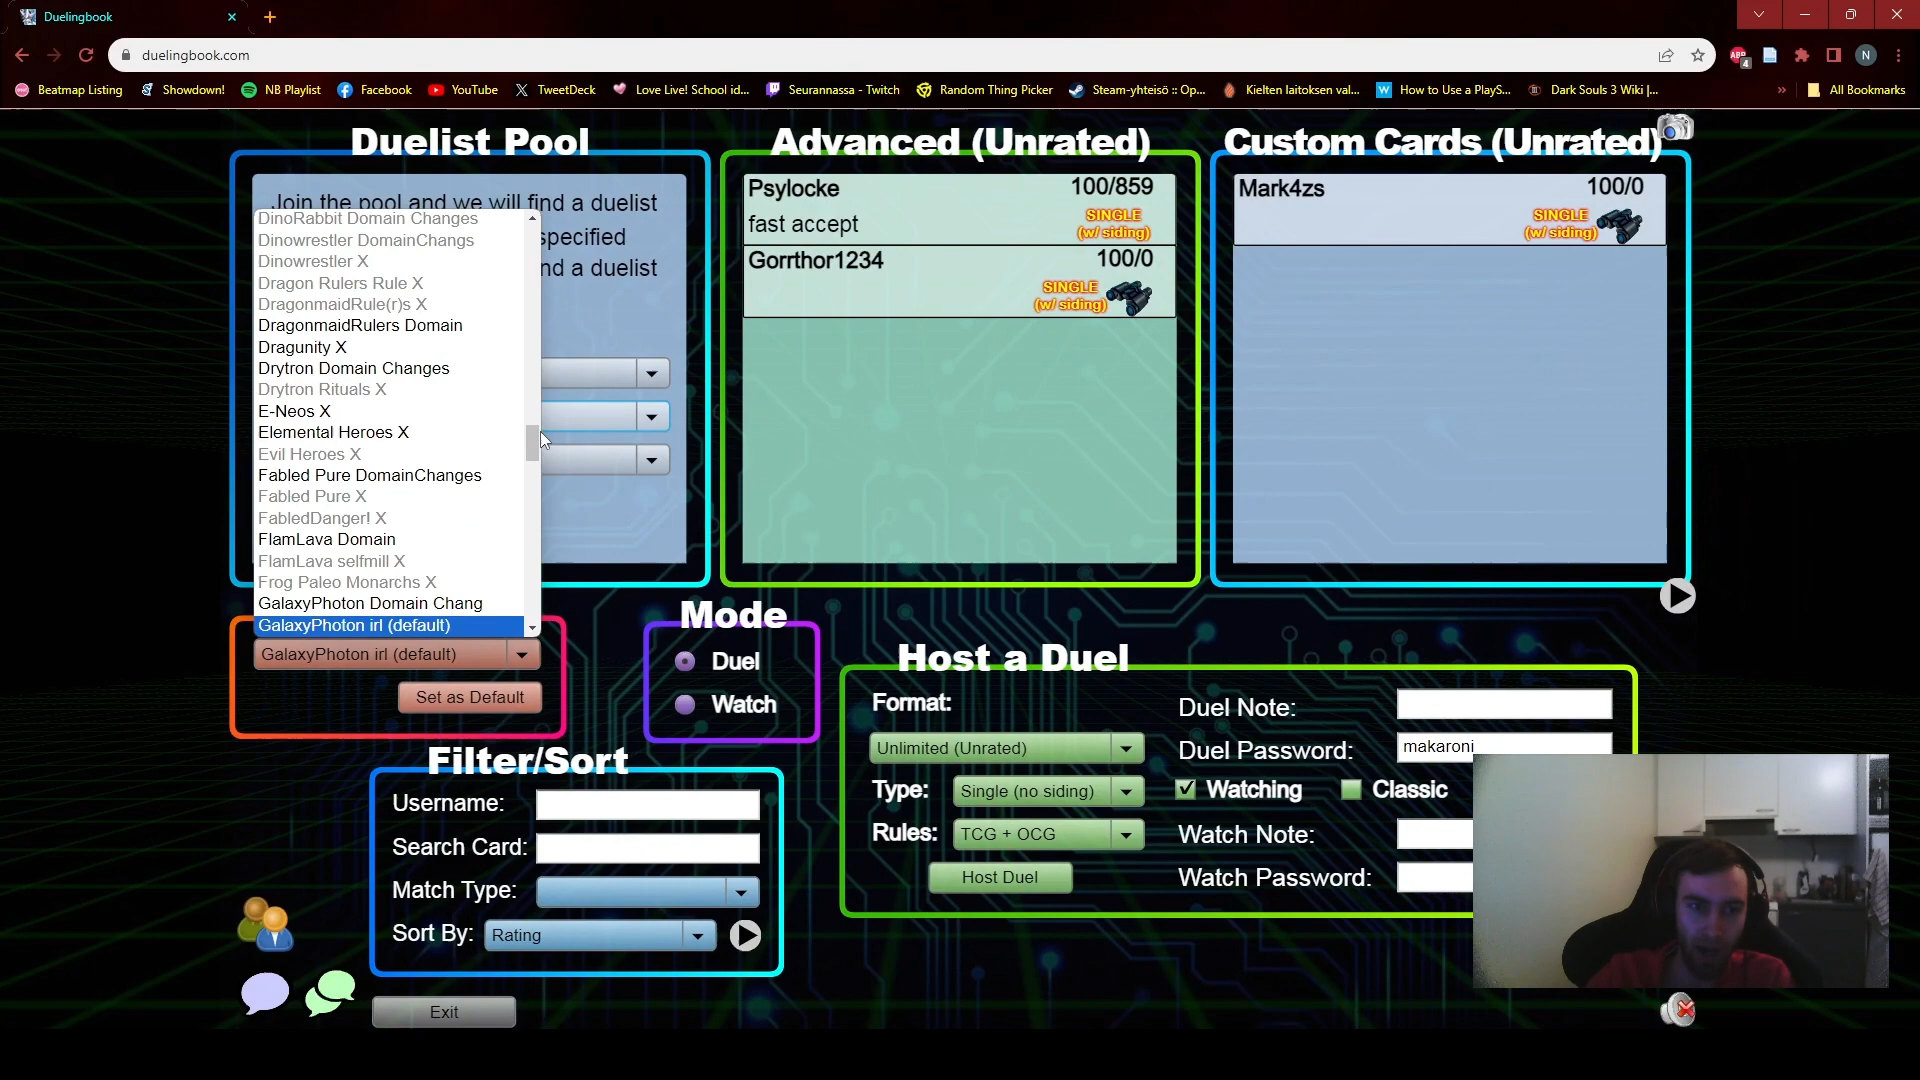 Duelingbook
duelingbook.com
ABP
4
N
Beatmap Listing
Showdown!
NB Playlist
Facebook
YouTube
TweetDeck
Love Live! School id...
Seurannassa - Twitch
Random Thing Picker
Steam-yhteisö :: Op...
Kielten laitoksen val...
How to Use a PlayS...
Dark Souls 3 Wiki |...
All Bookmarks
Duelist Pool
Join the pool and we will find a duelist
specified
nd a duelist
DinoRabbit Domain Changes
Dinowrestler DomainChangs
Dinowrestler X
Dragon Rulers Rule X
DragonmaidRule(r)s X
DragonmaidRulers Domain
Dragunity X
Drytron Domain Changes
Drytron Rituals X
E-Neos X
Elemental Heroes X
Evil Heroes X
Fabled Pure DomainChanges
Fabled Pure X
FabledDanger! X
FlamLava Domain
FlamLava selfmill X
Frog Paleo Monarchs X
GalaxyPhoton Domain Chang
GalaxyPhoton irl (default)
GalaxyPhoton irl (default)
Set as Default
Advanced (Unrated)
Psylocke 100/859
fast accept SINGLE
(w/ siding)
Gorrthor1234 100/0
SINGLE
(w/ siding)
Custom Cards (Unrated)
Mark4zs 100/0
SINGLE
(w/ siding)
Mode
Duel
Watch
Filter/Sort
Username:
Search Card:
Match Type:
Sort By: Rating
Exit
Host a Duel
Format:
Unlimited (Unrated)
Type: Single (no siding)
Rules: TCG + OCG
Host Duel
Duel Note:
Duel Password: makaroni
Watching Classic
Watch Note:
Watch Password: